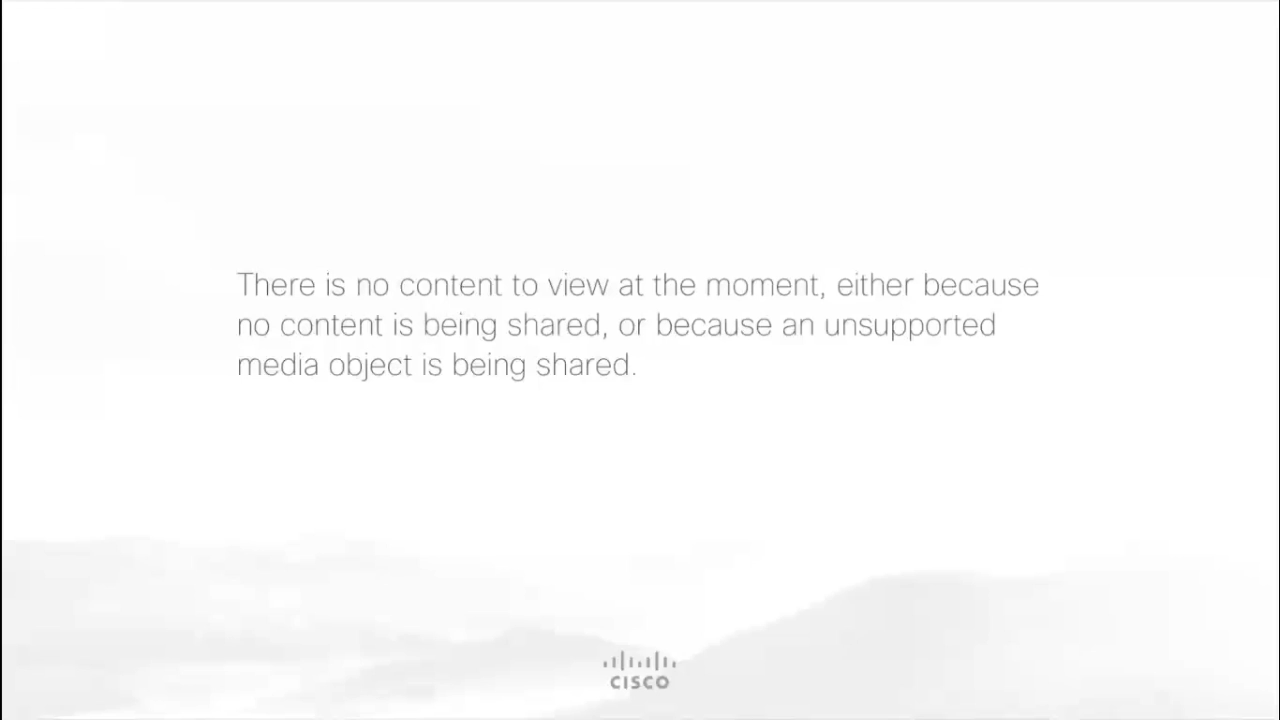 There is no content to view at the moment, either because
no content is being shared, or because an unsupported
media object is being shared.
CISCO